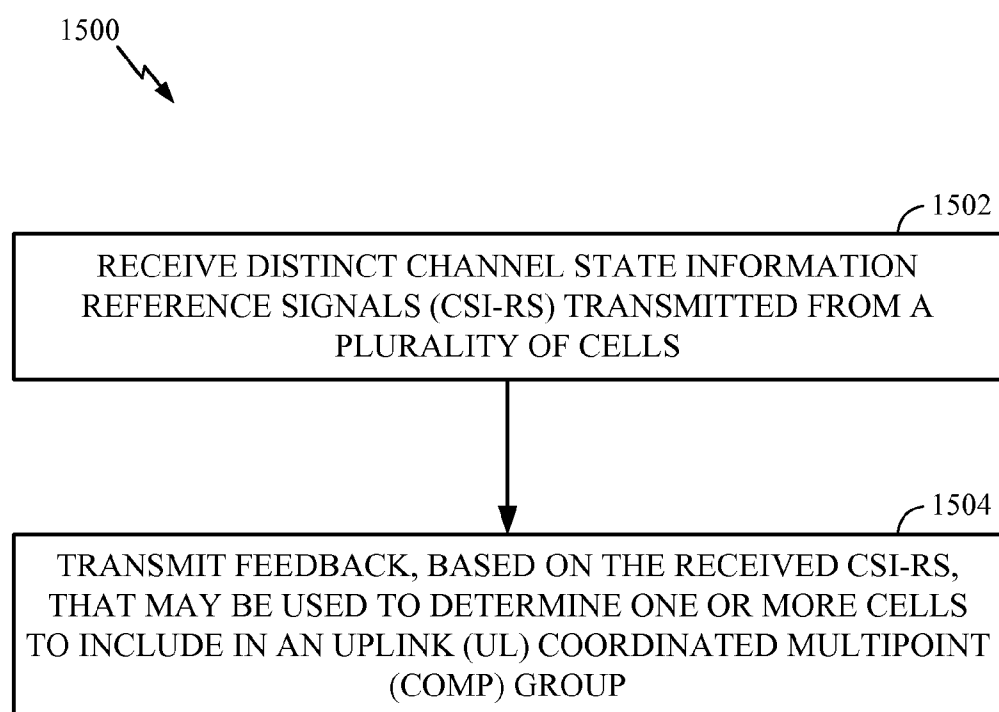 1500
1502
RECEIVE DISTINCT CHANNEL STATE INFORMATION
REFERENCE SIGNALS (CSI-RS) TRANSMITTED FROM A
PLURALITY OF CELLS
1504
TRANSMIT FEEDBACK, BASED ON THE RECEIVED CSI-RS,
THAT MAY BE USED TO DETERMINE ONE OR MORE CELLS
TO INCLUDE IN AN UPLINK (UL) COORDINATED MULTIPOINT
(COMP) GROUP